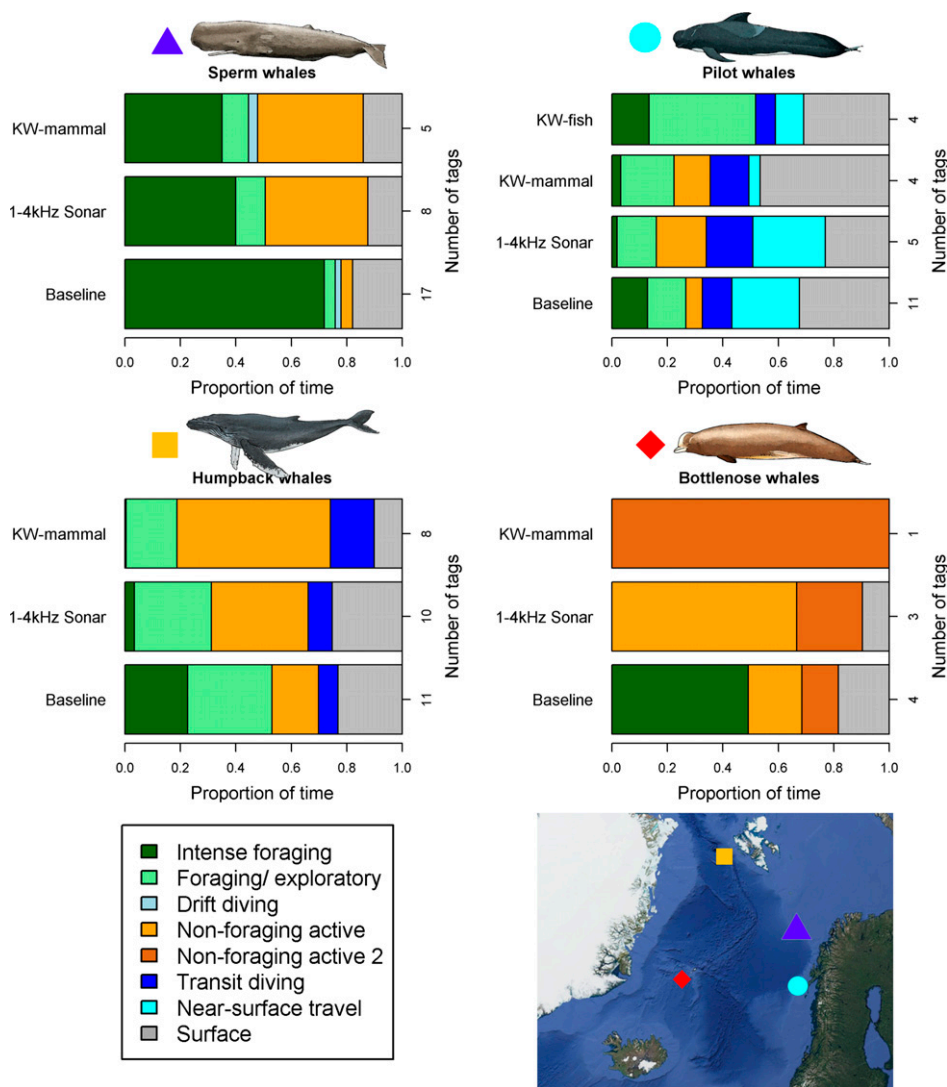 Sperm whales
KW-mammal
1-4kHz Sonar
Baseline
5
8
17
Number of tags
0.0 0.2 0.4 0.6 0.8 1.0
Proportion of time
Pilot whales
KW-fish
KW-mammal
1-4kHz Sonar
Baseline
4
4
5
11
Number of tags
0.0 0.2 0.4 0.6 0.8 1.0
Proportion of time
Humpback whales
KW-mammal
1-4kHz Sonar
Baseline
8
10
11
Number of tags
0.0 0.2 0.4 0.6 0.8 1.0
Proportion of time
Bottlenose whales
KW-mammal
1-4kHz Sonar
Baseline
1
3
4
Number of tags
0.0 0.2 0.4 0.6 0.8 1.0
Proportion of time
Intense foraging
Foraging/ exploratory
Drift diving
Non-foraging active
Non-foraging active 2
Transit diving
Near-surface travel
Surface